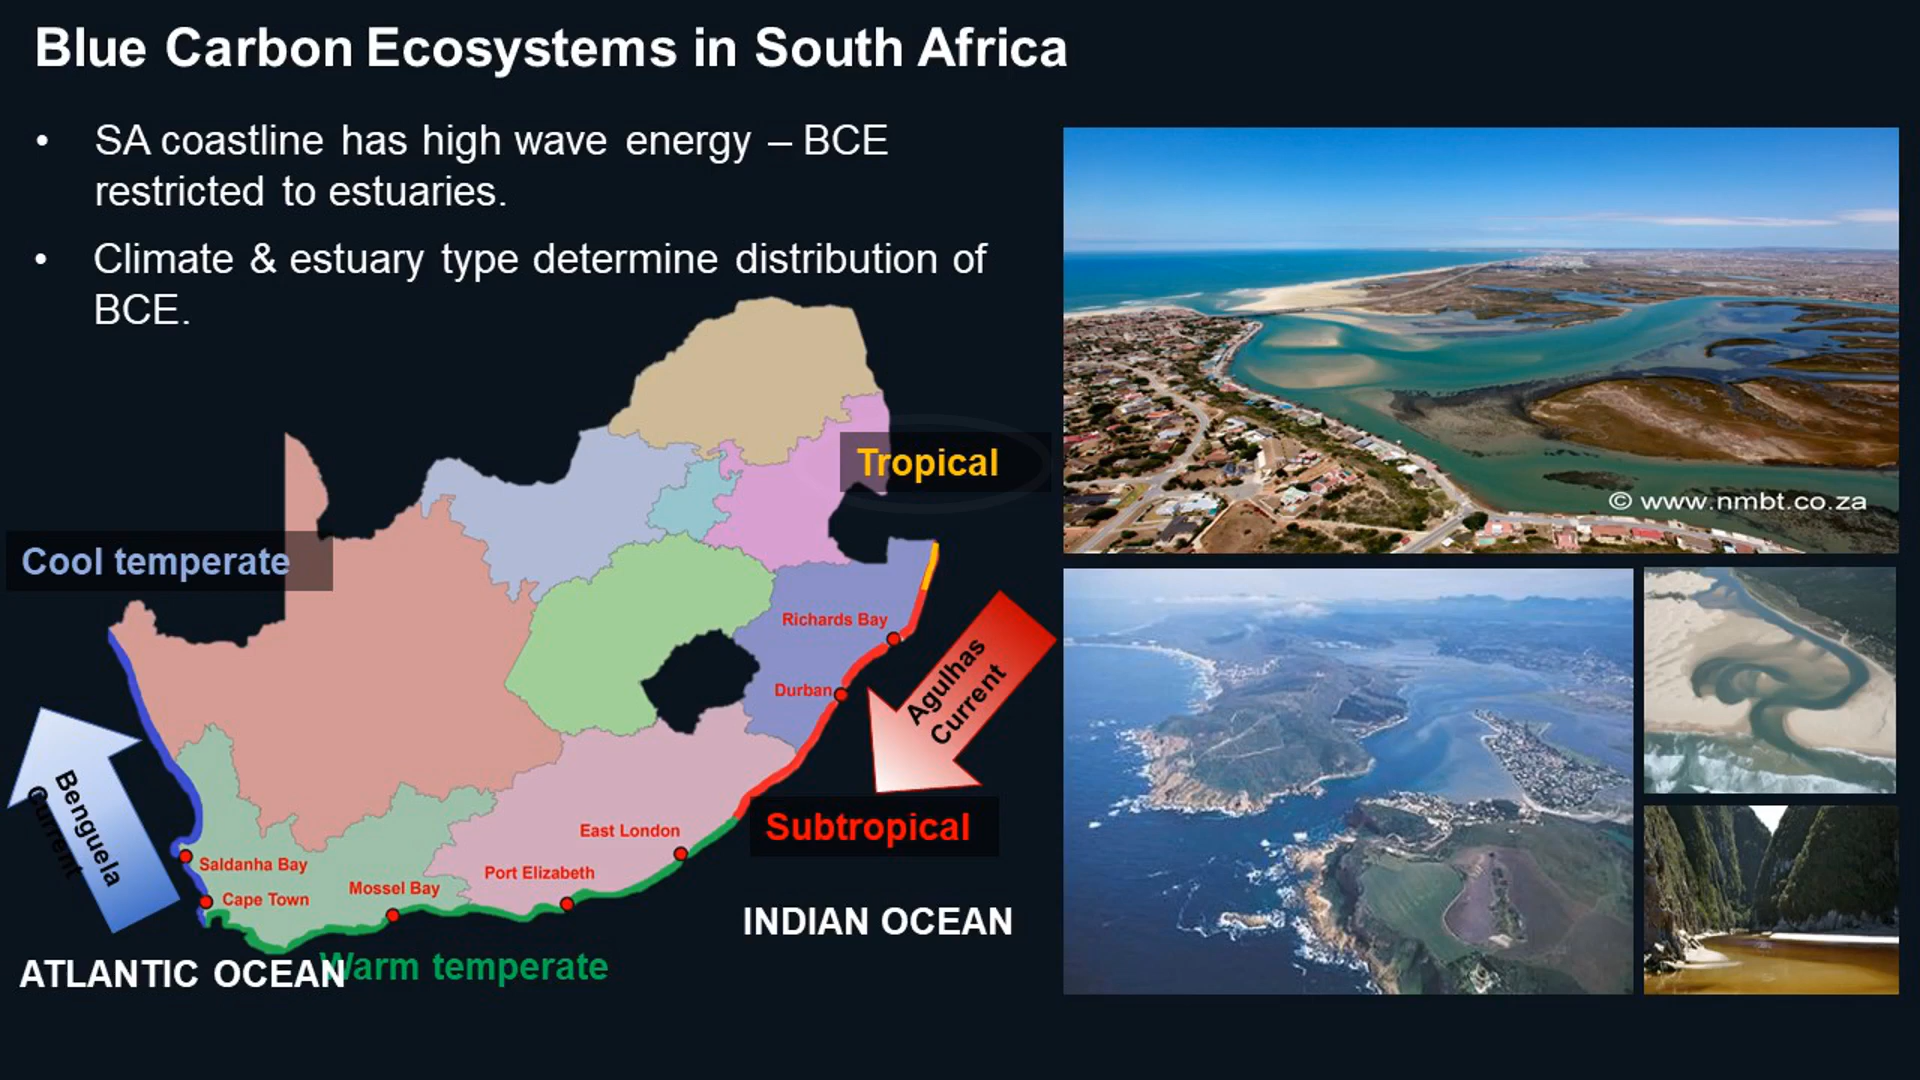 Blue Carbon Ecosystems in South Africa
• SA coastline has high wave energy – BCE
restricted to estuaries.
• Climate & estuary type determine distribution of
BCE.
Tropical
Cool temperate
Richards Bay
Durban
Agulhas
Current
Benguela
Current
Subtropical
East London
Port Elizabeth
Saldanha Bay
Mossel Bay
Cape Town
INDIAN OCEAN
ATLANTIC OCEAN
Warm temperate
© www.nmbt.co.za